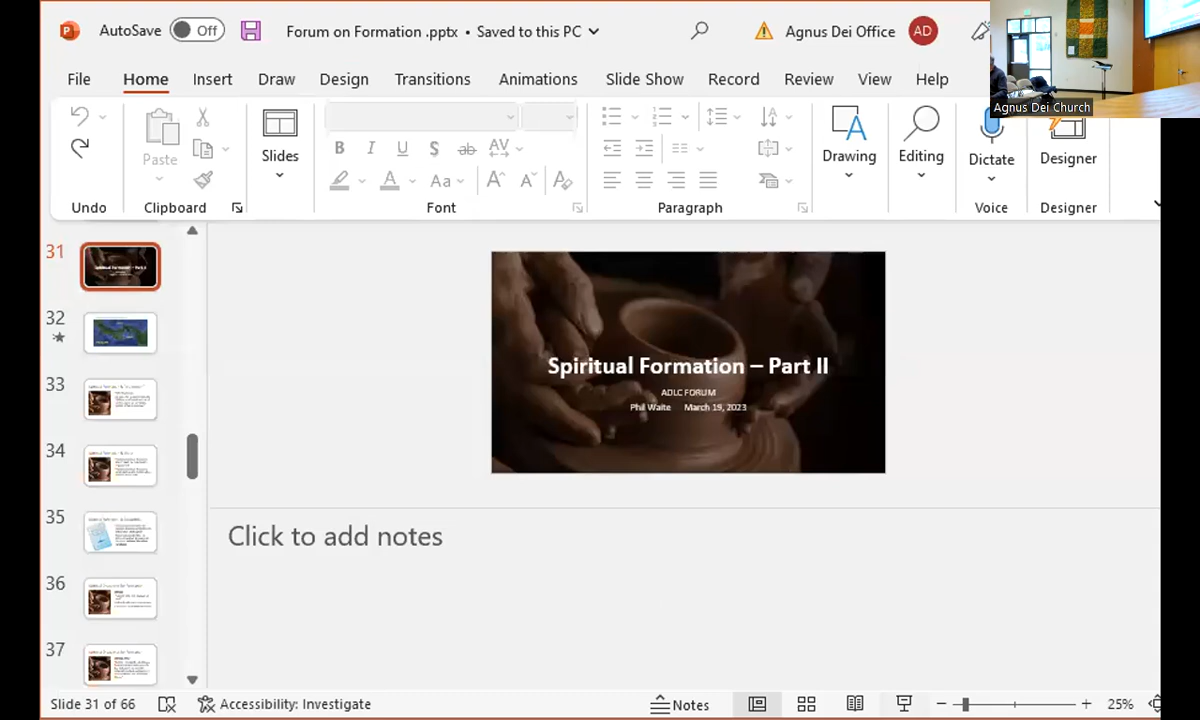 AutoSave Off Forum on Formation .pptx • Saved to this PC Agnus Dei Office AD
File Home Insert Draw Design Transitions Animations Slide Show Record Review View Help
Agnus Dei Church
Paste Slides B I U S ab AV Drawing Editing Dictate Designer
A Aa A A A
Undo Clipboard Font Paragraph Voice Designer
31
32
33
34
35
36
37
Spiritual Formation – Part II
ADLC FORUM
Phil Waite March 19, 2023
Click to add notes
Slide 31 of 66 Accessibility: Investigate Notes 25%